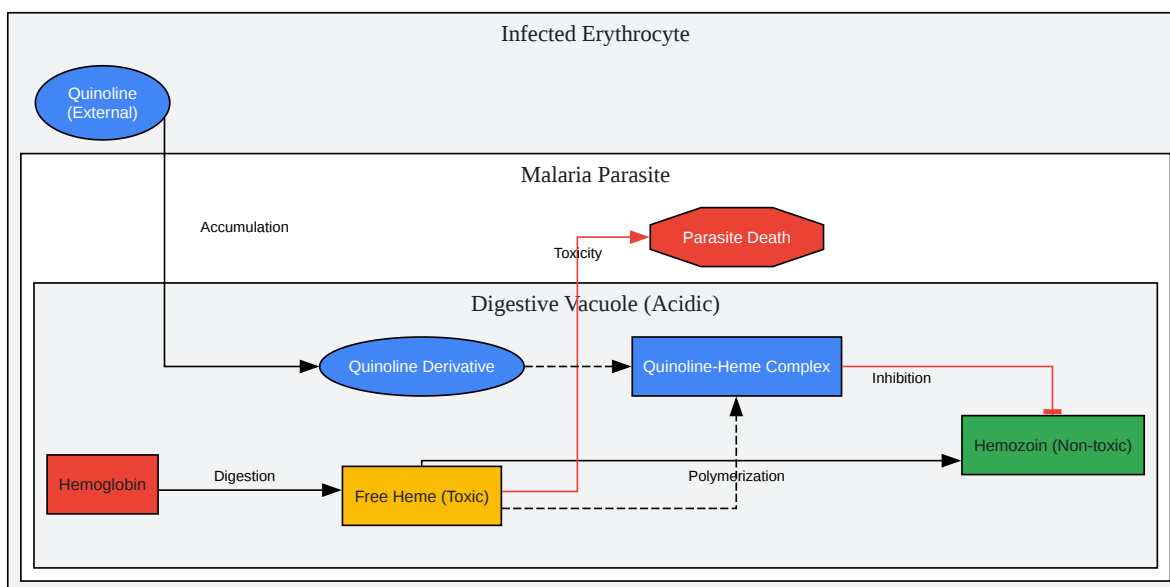 Infected Erythrocyte
Quinoline
(External)
Malaria Parasite
Accumulation
Parasite Death
Toxicity
Digestive Vacuole (Acidic)
Quinoline Derivative
Quinoline-Heme Complex
Inhibition
Hemozoin (Non-toxic)
Hemoglobin
Digestion
Free Heme (Toxic)
Polymerization